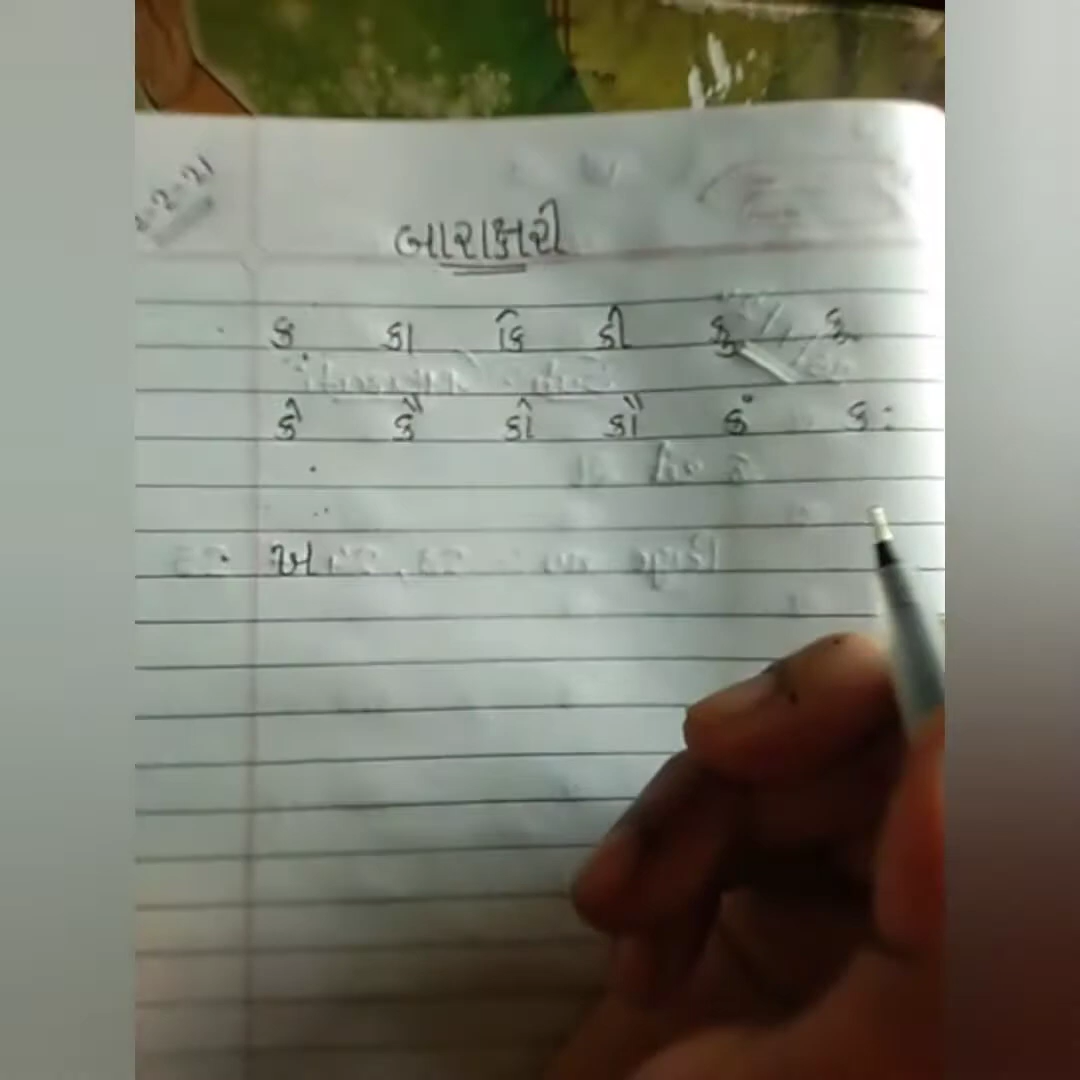 બારાક્ષરી
ક કા કિ કી કુ કૂ
કે કૈ કો કૌ કં કઃ
ખ